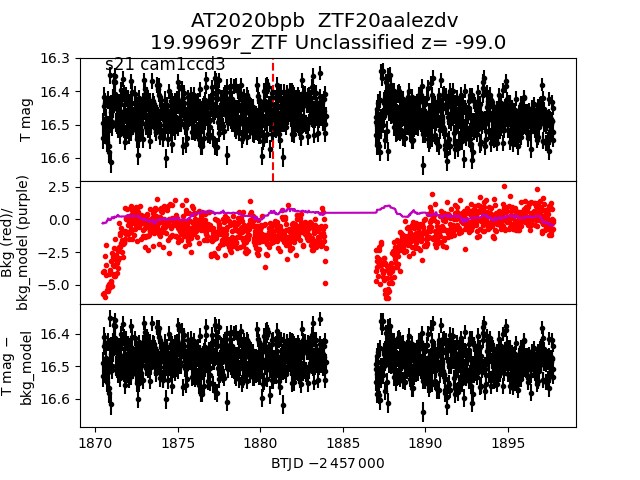 AT2020bpb  ZTF20aalezdv
19.9969r_ZTF Unclassified z= -99.0
s21 cam1ccd3
16.3
16.4
16.5
16.6
T mag
2.5
0.0
−2.5
−5.0
Bkg (red)/
bkg_model (purple)
16.4
16.5
16.6
T mag −
bkg_model
1870 1875 1880 1885 1890 1895
BTJD −2 457 000